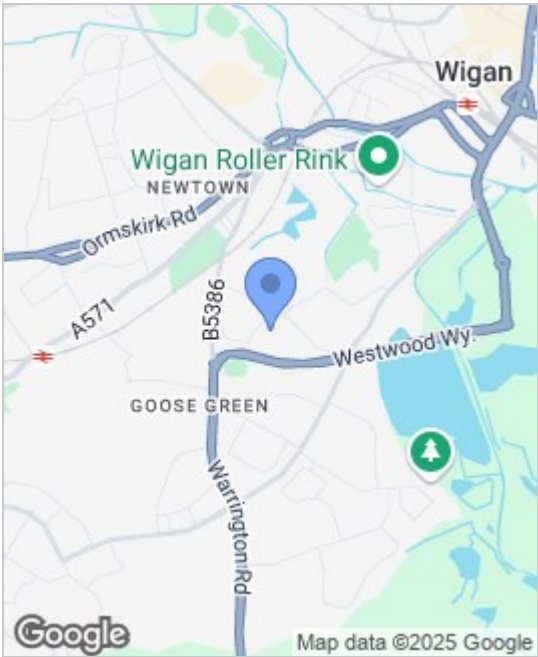 Wigan
Wigan Roller Rink
NEWTOWN
Ormskirk Rd
A571
B5386
Westwood Wy.
GOOSE GREEN
Warrington Rd
Google
Map data ©2025 Google